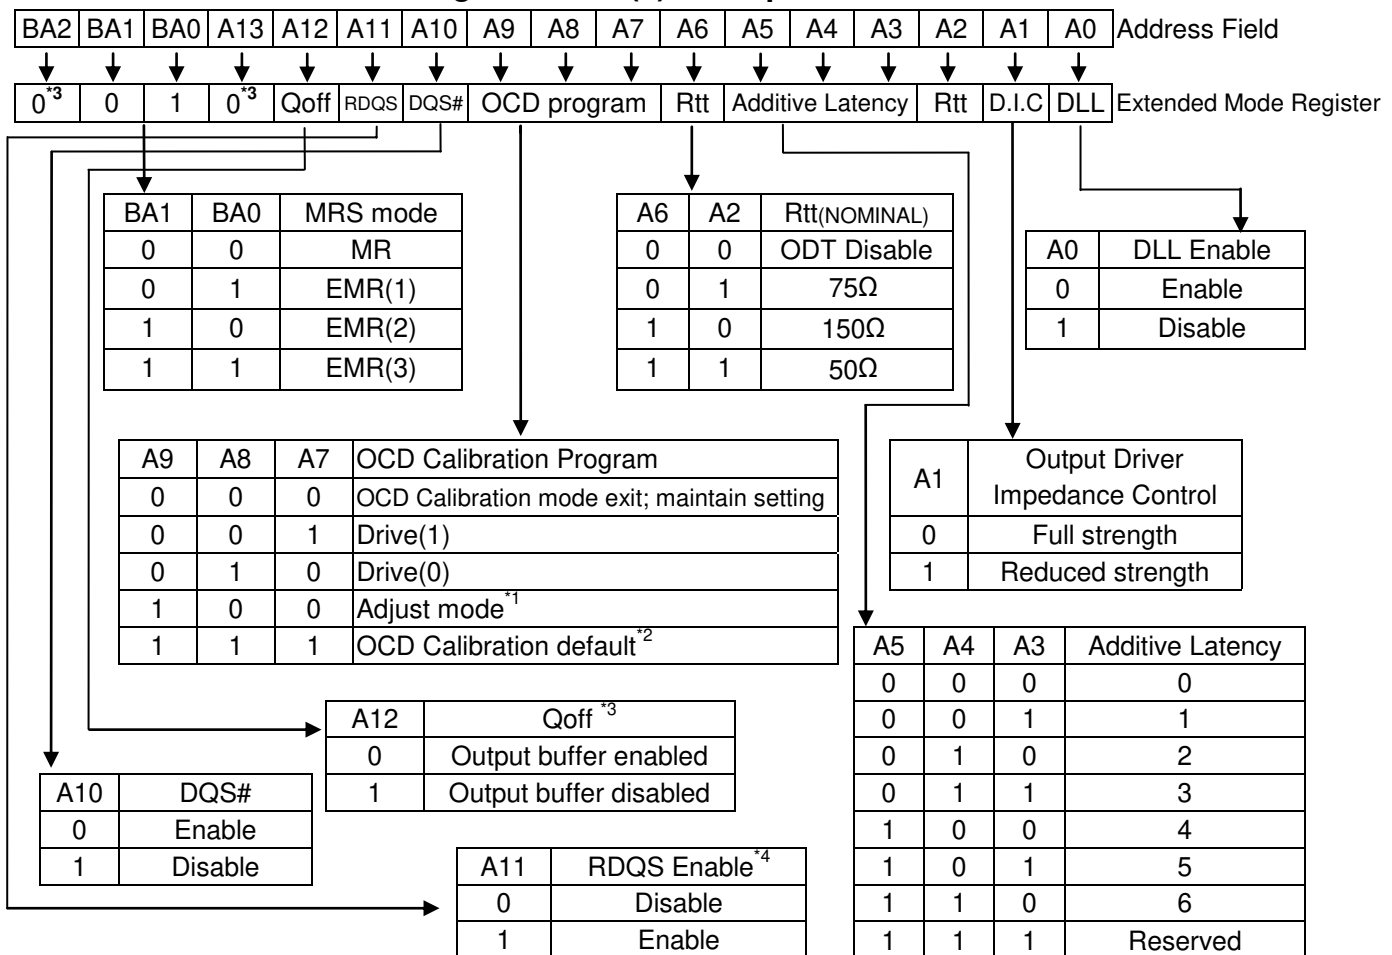 BA2 BA1 BA0 A13 A12 A11 A10 A9 A8 A7 A6 A5 A4 A3 A2 A1 A0 Address Field
0*3 0 1 0*3 Qoff RDQS DQS# OCD program Rtt Additive Latency Rtt D.I.C DLL Extended Mode Register
BA1 BA0 MRS mode
0 0 MR
0 1 EMR(1)
1 0 EMR(2)
1 1 EMR(3)
A6 A2 Rtt(NOMINAL)
0 0 ODT Disable
0 1 75Ω
1 0 150Ω
1 1 50Ω
A0 DLL Enable
0 Enable
1 Disable
A9 A8 A7 OCD Calibration Program
0 0 0 OCD Calibration mode exit; maintain setting
0 0 1 Drive(1)
0 1 0 Drive(0)
1 0 0 Adjust mode*1
1 1 1 OCD Calibration default*2
A1 Output Driver
Impedance Control
0 Full strength
1 Reduced strength
A5 A4 A3 Additive Latency
0 0 0 0
0 0 1 1
0 1 0 2
0 1 1 3
1 0 0 4
1 0 1 5
1 1 0 6
1 1 1 Reserved
A12 Qoff *3
0 Output buffer enabled
1 Output buffer disabled
A10 DQS#
0 Enable
1 Disable
A11 RDQS Enable*4
0 Disable
1 Enable